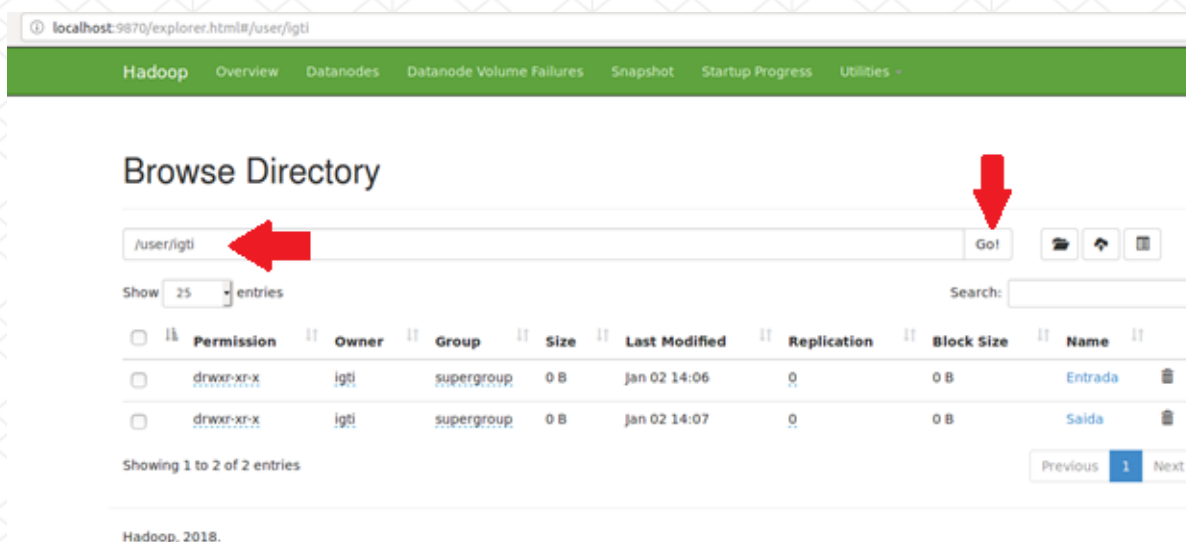 localhost:9870/explorer.html#/user/igti
Hadoop Overview Datanodes Datanode Volume Failures Snapshot Startup Progress Utilities
Browse Directory
/user/igti Go!
Show 25 entries Search:
Permission Owner Group Size Last Modified Replication Block Size Name
drwxr-xr-x igti supergroup 0 B Jan 02 14:06 0 0 B Entrada
drwxr-xr-x igti supergroup 0 B Jan 02 14:07 0 0 B Saida
Showing 1 to 2 of 2 entries Previous 1 Next
Hadoop, 2018.